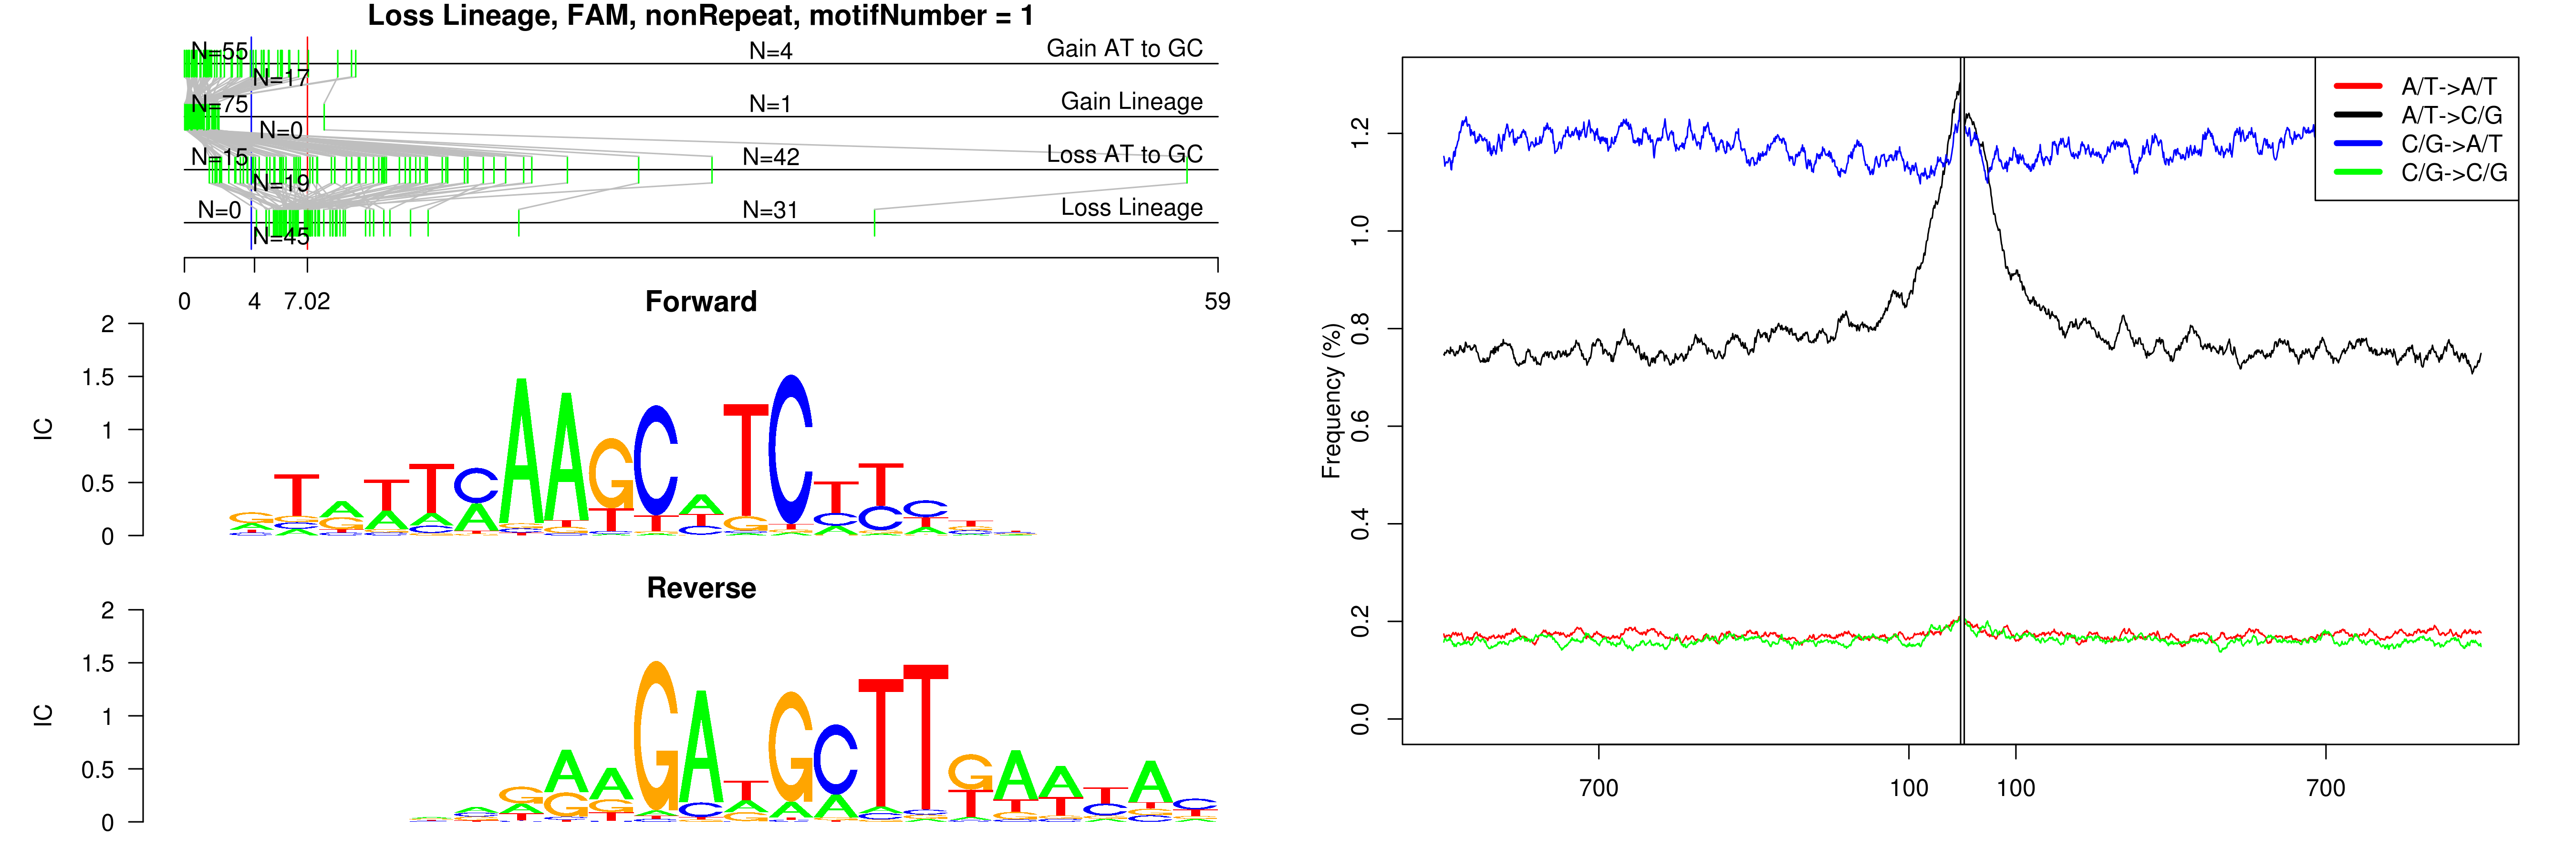 Loss Lineage, FAM, nonRepeat, motifNumber = 1
N=55 N=4 Gain AT to GC
N=17
N=75 N=1 Gain Lineage
N=0
N=15 N=42 Loss AT to GC
N=19
N=0 N=31 Loss Lineage
N=45
0 4 7.02 59
Forward
2
1.5
1
0.5
0
IC
Reverse
2
1.5
1
0.5
0
IC
A/T->A/T
A/T->C/G
C/G->A/T
C/G->C/G
Frequency (%)
1.2
1.0
0.8
0.6
0.4
0.2
0.0
700 100 100 700